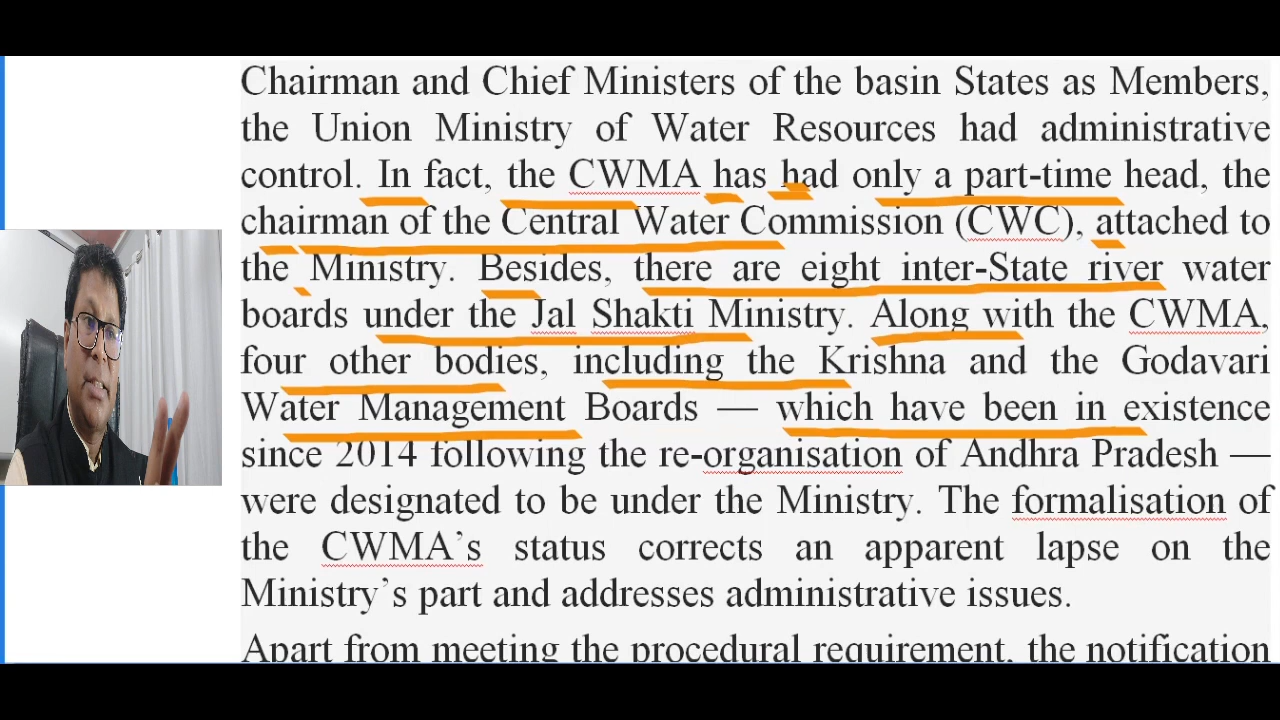 Chairman and Chief Ministers of the basin States as Members,
the Union Ministry of Water Resources had administrative
control. In fact, the CWMA has had only a part-time head, the
chairman of the Central Water Commission (CWC), attached to
the Ministry. Besides, there are eight inter-State river water
boards under the Jal Shakti Ministry. Along with the CWMA,
four other bodies, including the Krishna and the Godavari
Water Management Boards — which have been in existence
since 2014 following the re-organisation of Andhra Pradesh —
were designated to be under the Ministry. The formalisation of
the CWMA's status corrects an apparent lapse on the
Ministry's part and addresses administrative issues.
Apart from meeting the procedural requirement, the notification